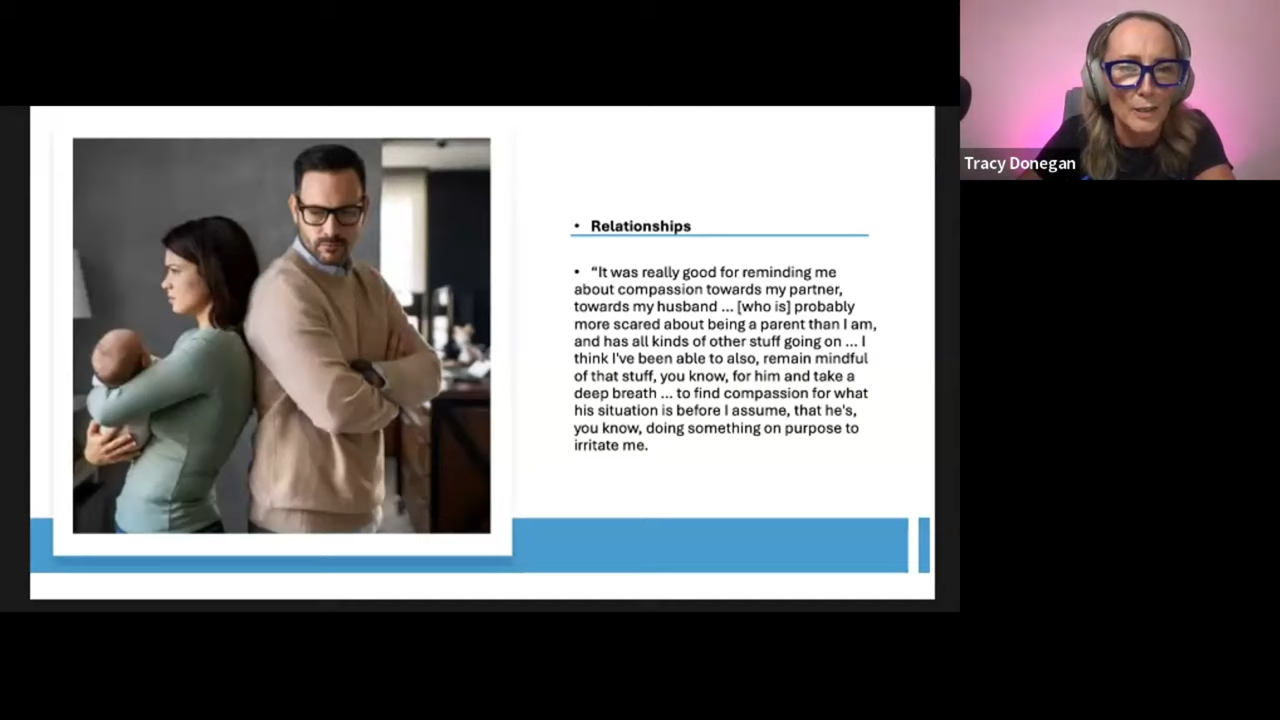 Tracy Donegan
• Relationships
• “It was really good for reminding me
about compassion towards my partner,
towards my husband ... [who is] probably
more scared about being a parent than I am,
and has all kinds of other stuff going on ... I
think I've been able to also, remain mindful
of that stuff, you know, for him and take a
deep breath ... to find compassion for what
his situation is before I assume, that he's,
you know, doing something on purpose to
irritate me.